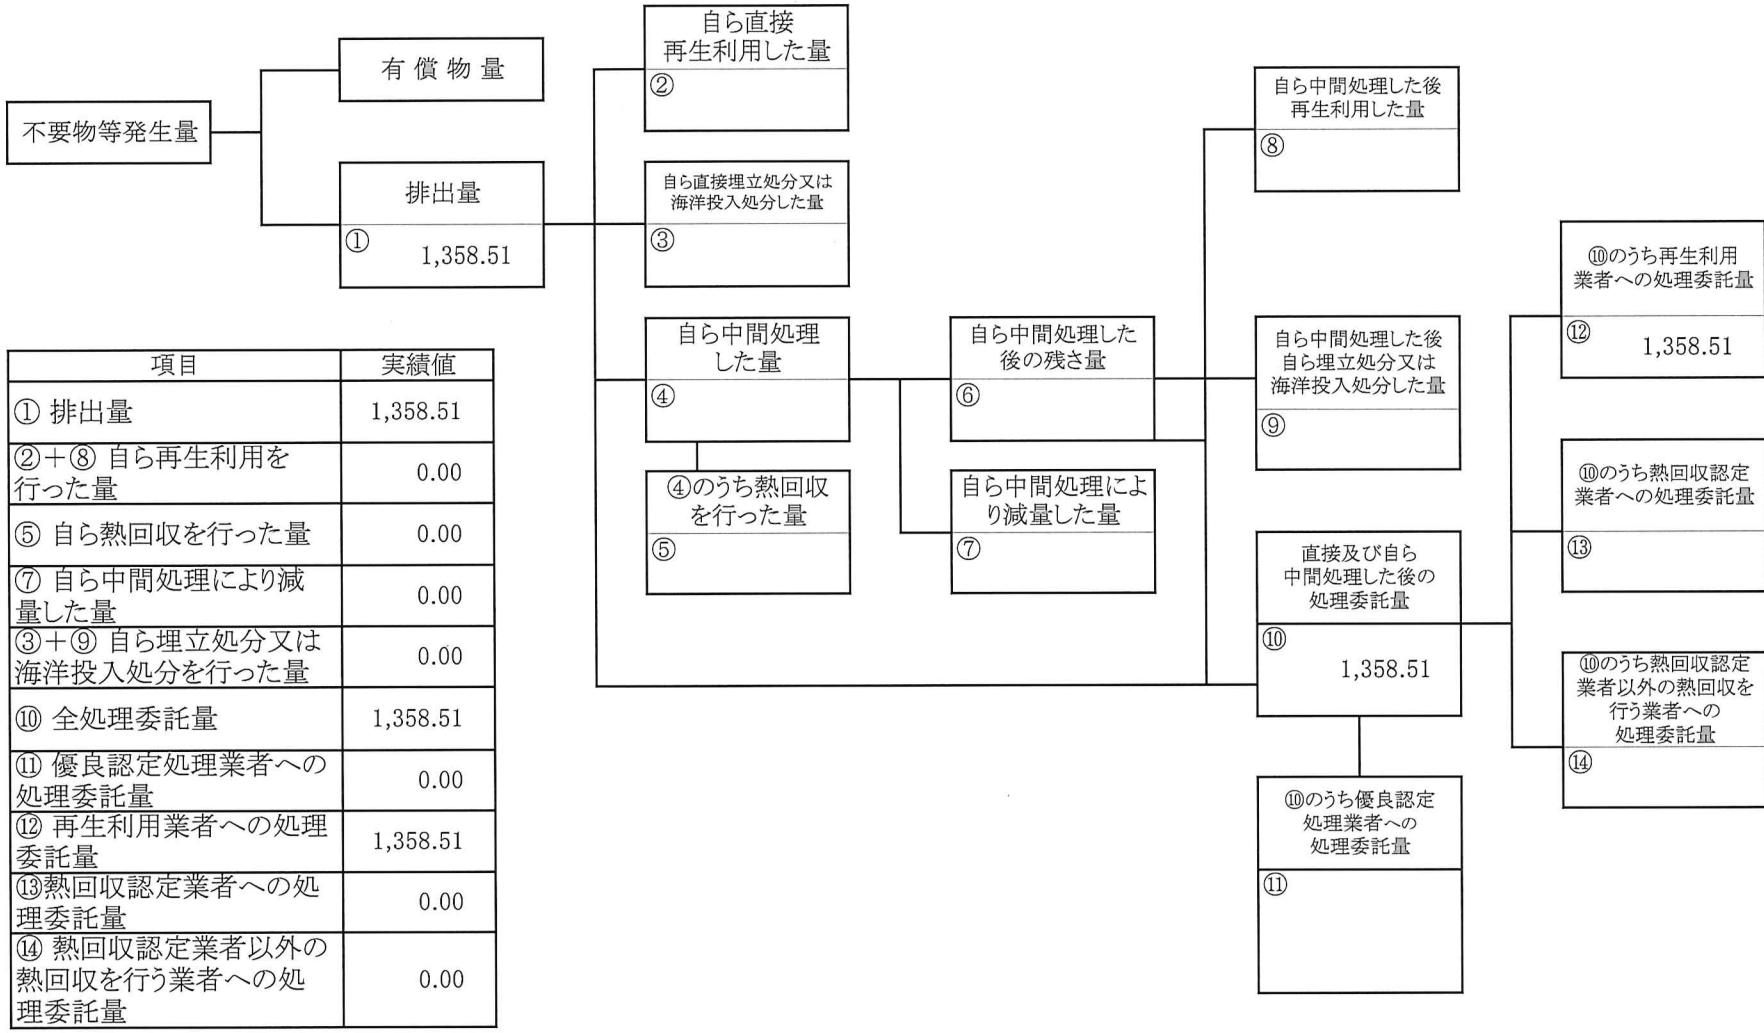 不要物等発生量
有償物量
排出量
①
1,358.51
自ら直接
再生利用した量
②
自ら直接埋立処分又は
海洋投入処分した量
③
自ら中間処理
した量
④
④のうち熱回収
を行った量
⑤
自ら中間処理した
後の残さ量
⑥
自ら中間処理によ
り減量した量
⑦
自ら中間処理した後
再生利用した量
⑧
自ら中間処理した後
自ら埋立処分又は
海洋投入処分した量
⑨
直接及び自ら
中間処理した後の
処理委託量
⑩
1,358.51
⑩のうち優良認定
処理業者への
処理委託量
⑪
⑩のうち再生利用
業者への処理委託量
⑫
1,358.51
⑩のうち熱回収認定
業者への処理委託量
⑬
⑩のうち熱回収認定
業者以外の熱回収を
行う業者への
処理委託量
⑭
項目 実績値
① 排出量 1,358.51
②+⑧ 自ら再生利用を
行った量 0.00
⑤ 自ら熱回収を行った量 0.00
⑦ 自ら中間処理により減
量した量 0.00
③+⑨ 自ら埋立処分又は
海洋投入処分を行った量 0.00
⑩ 全処理委託量 1,358.51
⑪ 優良認定処理業者への
処理委託量 0.00
⑫ 再生利用業者への処理
委託量 1,358.51
⑬熱回収認定業者への処
理委託量 0.00
⑭ 熱回収認定業者以外の
熱回収を行う業者への処
理委託量 0.00